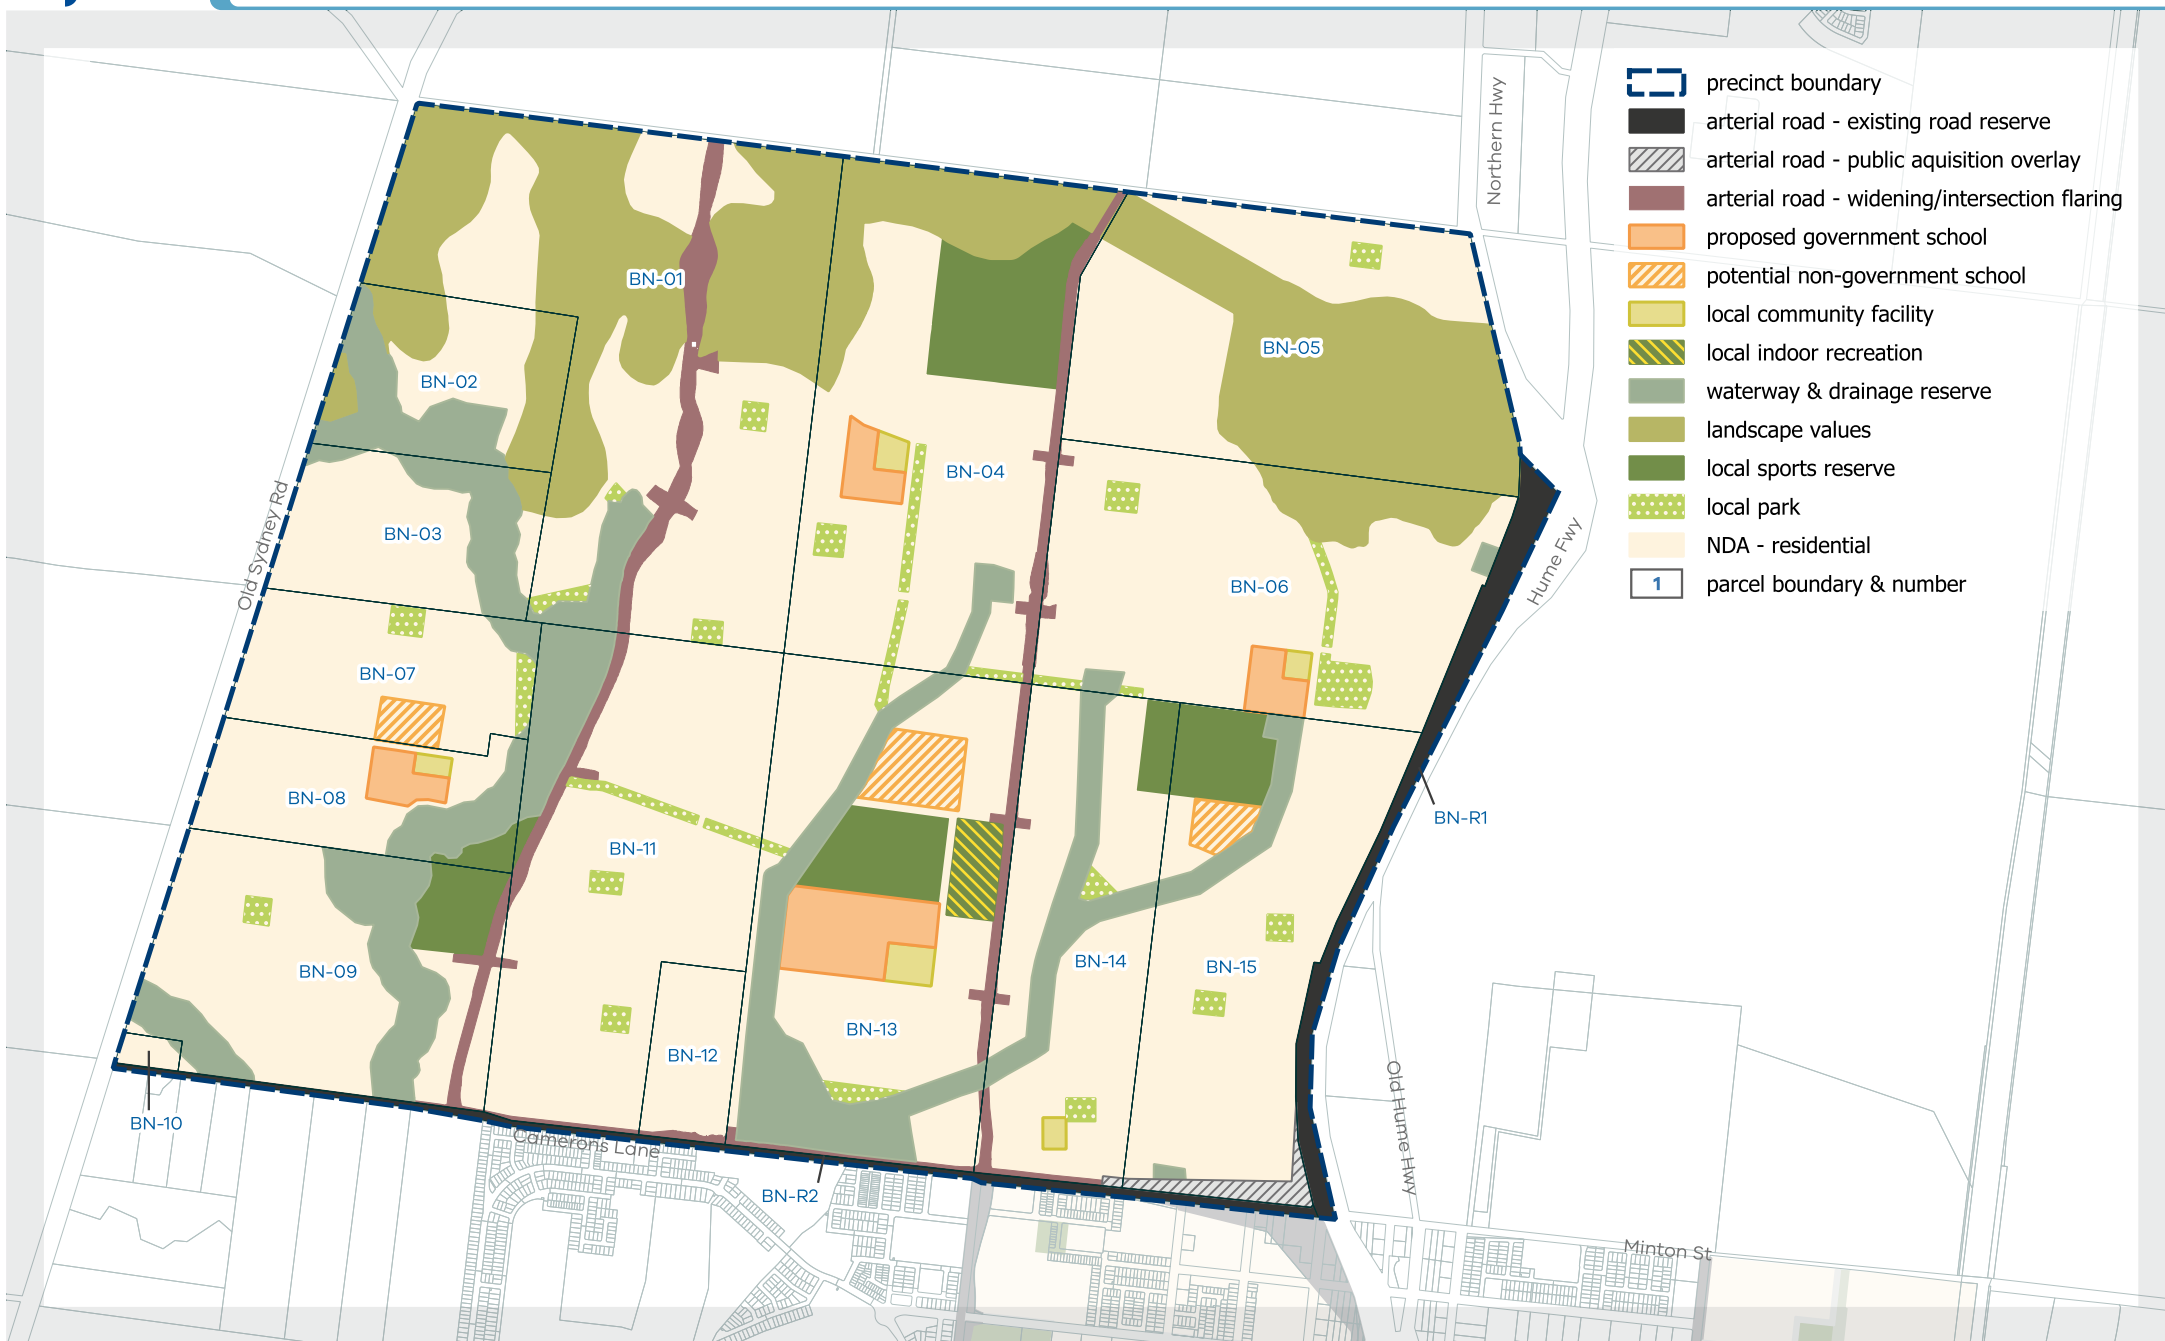 precinct boundary
arterial road - existing road reserve
arterial road - public aquisition overlay
arterial road - widening/intersection flaring
proposed government school
potential non-government school
local community facility
local indoor recreation
waterway & drainage reserve
landscape values
local sports reserve
local park
NDA - residential
1 parcel boundary & number
Northern Hwy
BN-01
BN-05
BN-02
BN-04
BN-03
Old Sydney Rd
Hume Fwy
BN-06
BN-07
BN-08
BN-R1
BN-11
BN-09
BN-14
BN-15
BN-13
BN-12
BN-10
Camerons Lane
Old Hume Hwy
BN-R2
Minton St